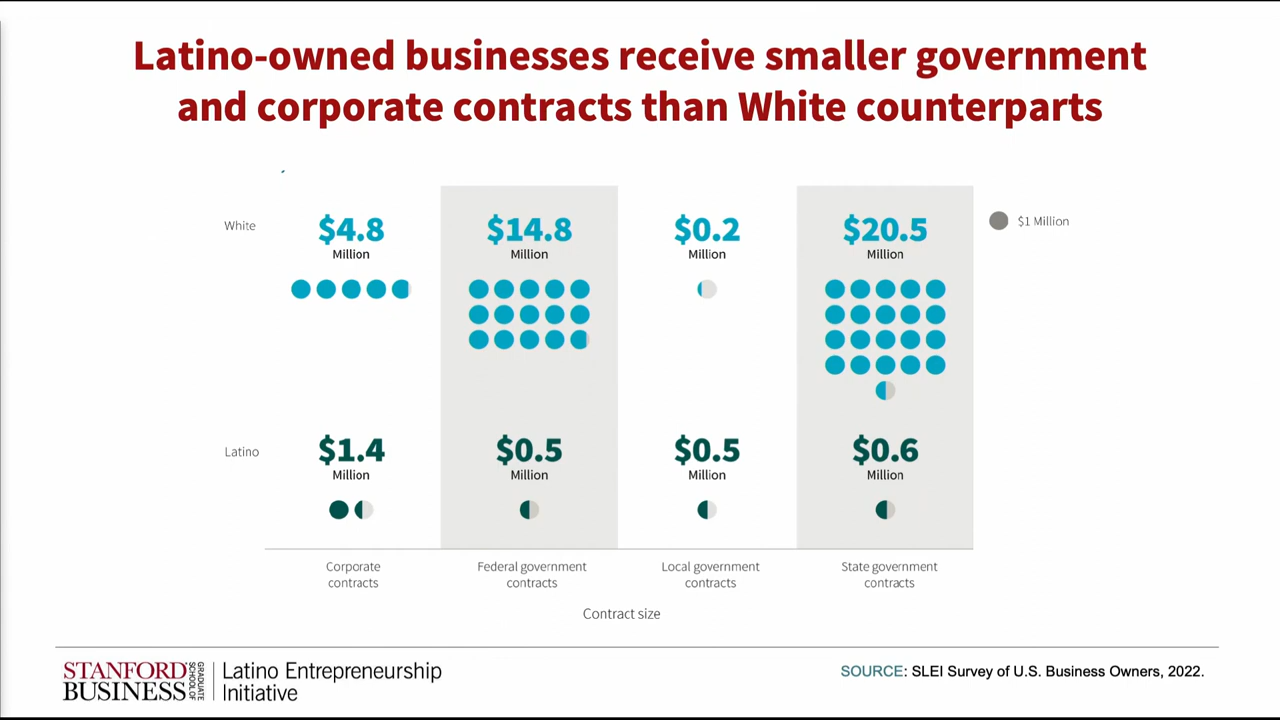 Latino-owned businesses receive smaller government
and corporate contracts than White counterparts
White
$4.8
Million
$14.8
Million
$0.2
Million
$20.5
Million
$1 Million
Latino
$1.4
Million
$0.5
Million
$0.5
Million
$0.6
Million
Corporate
contracts
Federal government
contracts
Local government
contracts
State government
contracts
Contract size
STANFORD
BUSINESS
GRADUATE
SCHOOL OF
Latino Entrepreneurship
Initiative
SOURCE: SLEI Survey of U.S. Business Owners, 2022.